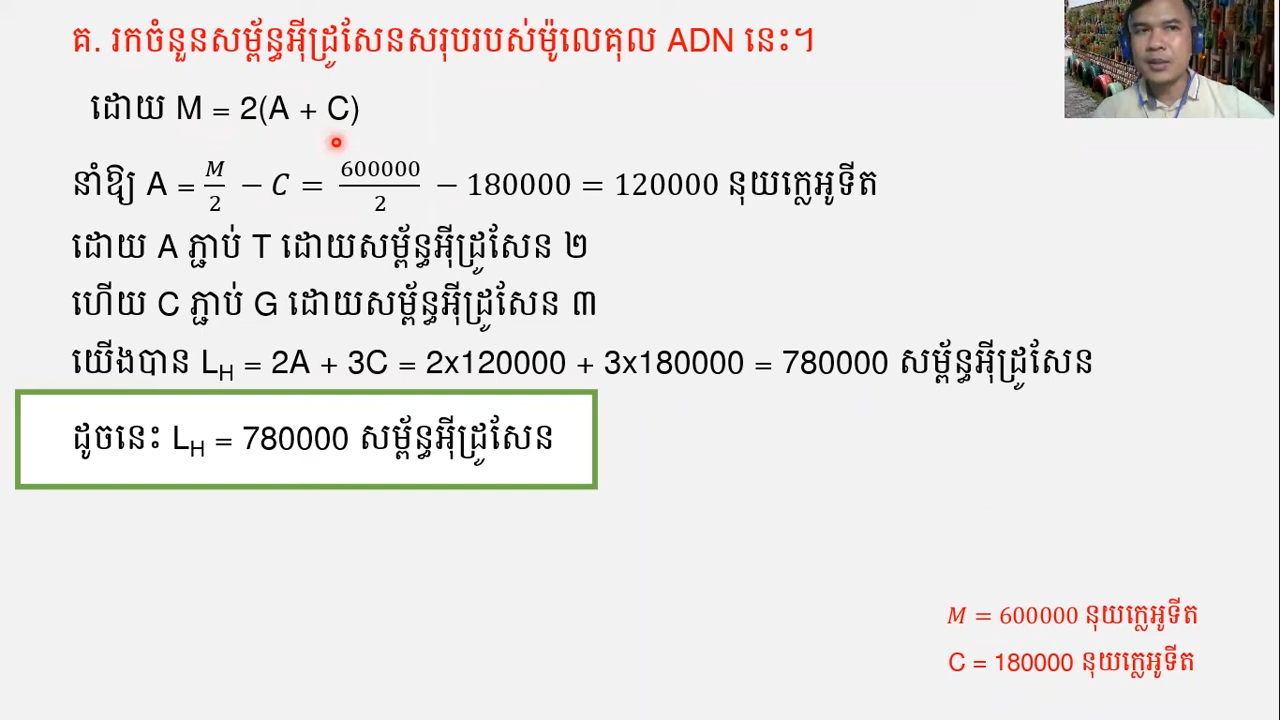 គ. រកចំនួនសម្ព័ន្ធអ៊ីដ្រូសែនសរុបរបស់ម៉ូលេគុល ADN នេះ។
ដោយ M = 2(A + C)
នាំឱ្យ A = M/2 − C = 600000/2 − 180000 = 120000 នុយក្លេអូទីត
ដោយ A ភ្ជាប់ T ដោយសម្ព័ន្ធអ៊ីដ្រូសែន ២
ហើយ C ភ្ជាប់ G ដោយសម្ព័ន្ធអ៊ីដ្រូសែន ៣
យើងបាន L_H = 2A + 3C = 2x120000 + 3x180000 = 780000 សម្ព័ន្ធអ៊ីដ្រូសែន
ដូចនេះ L_H = 780000 សម្ព័ន្ធអ៊ីដ្រូសែន
M = 600000 នុយក្លេអូទីត
C = 180000 នុយក្លេអូទីត